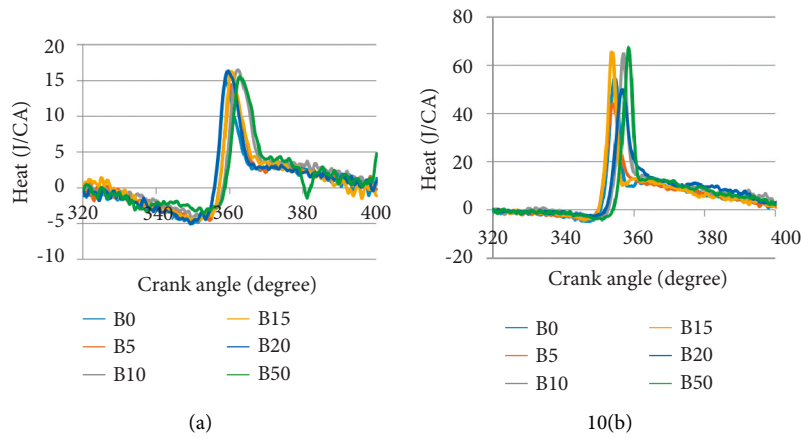 20
15
10
5
0
-5
-10
320
340
360
380
400
Heat (J/CA)
Crank angle (degree)
B0
B5
B10
B15
B20
B50
(a)
80
60
40
20
0
-20
320
340
360
380
400
Heat (J/CA)
Crank angle (degree)
B0
B5
B10
B15
B20
B50
10(b)